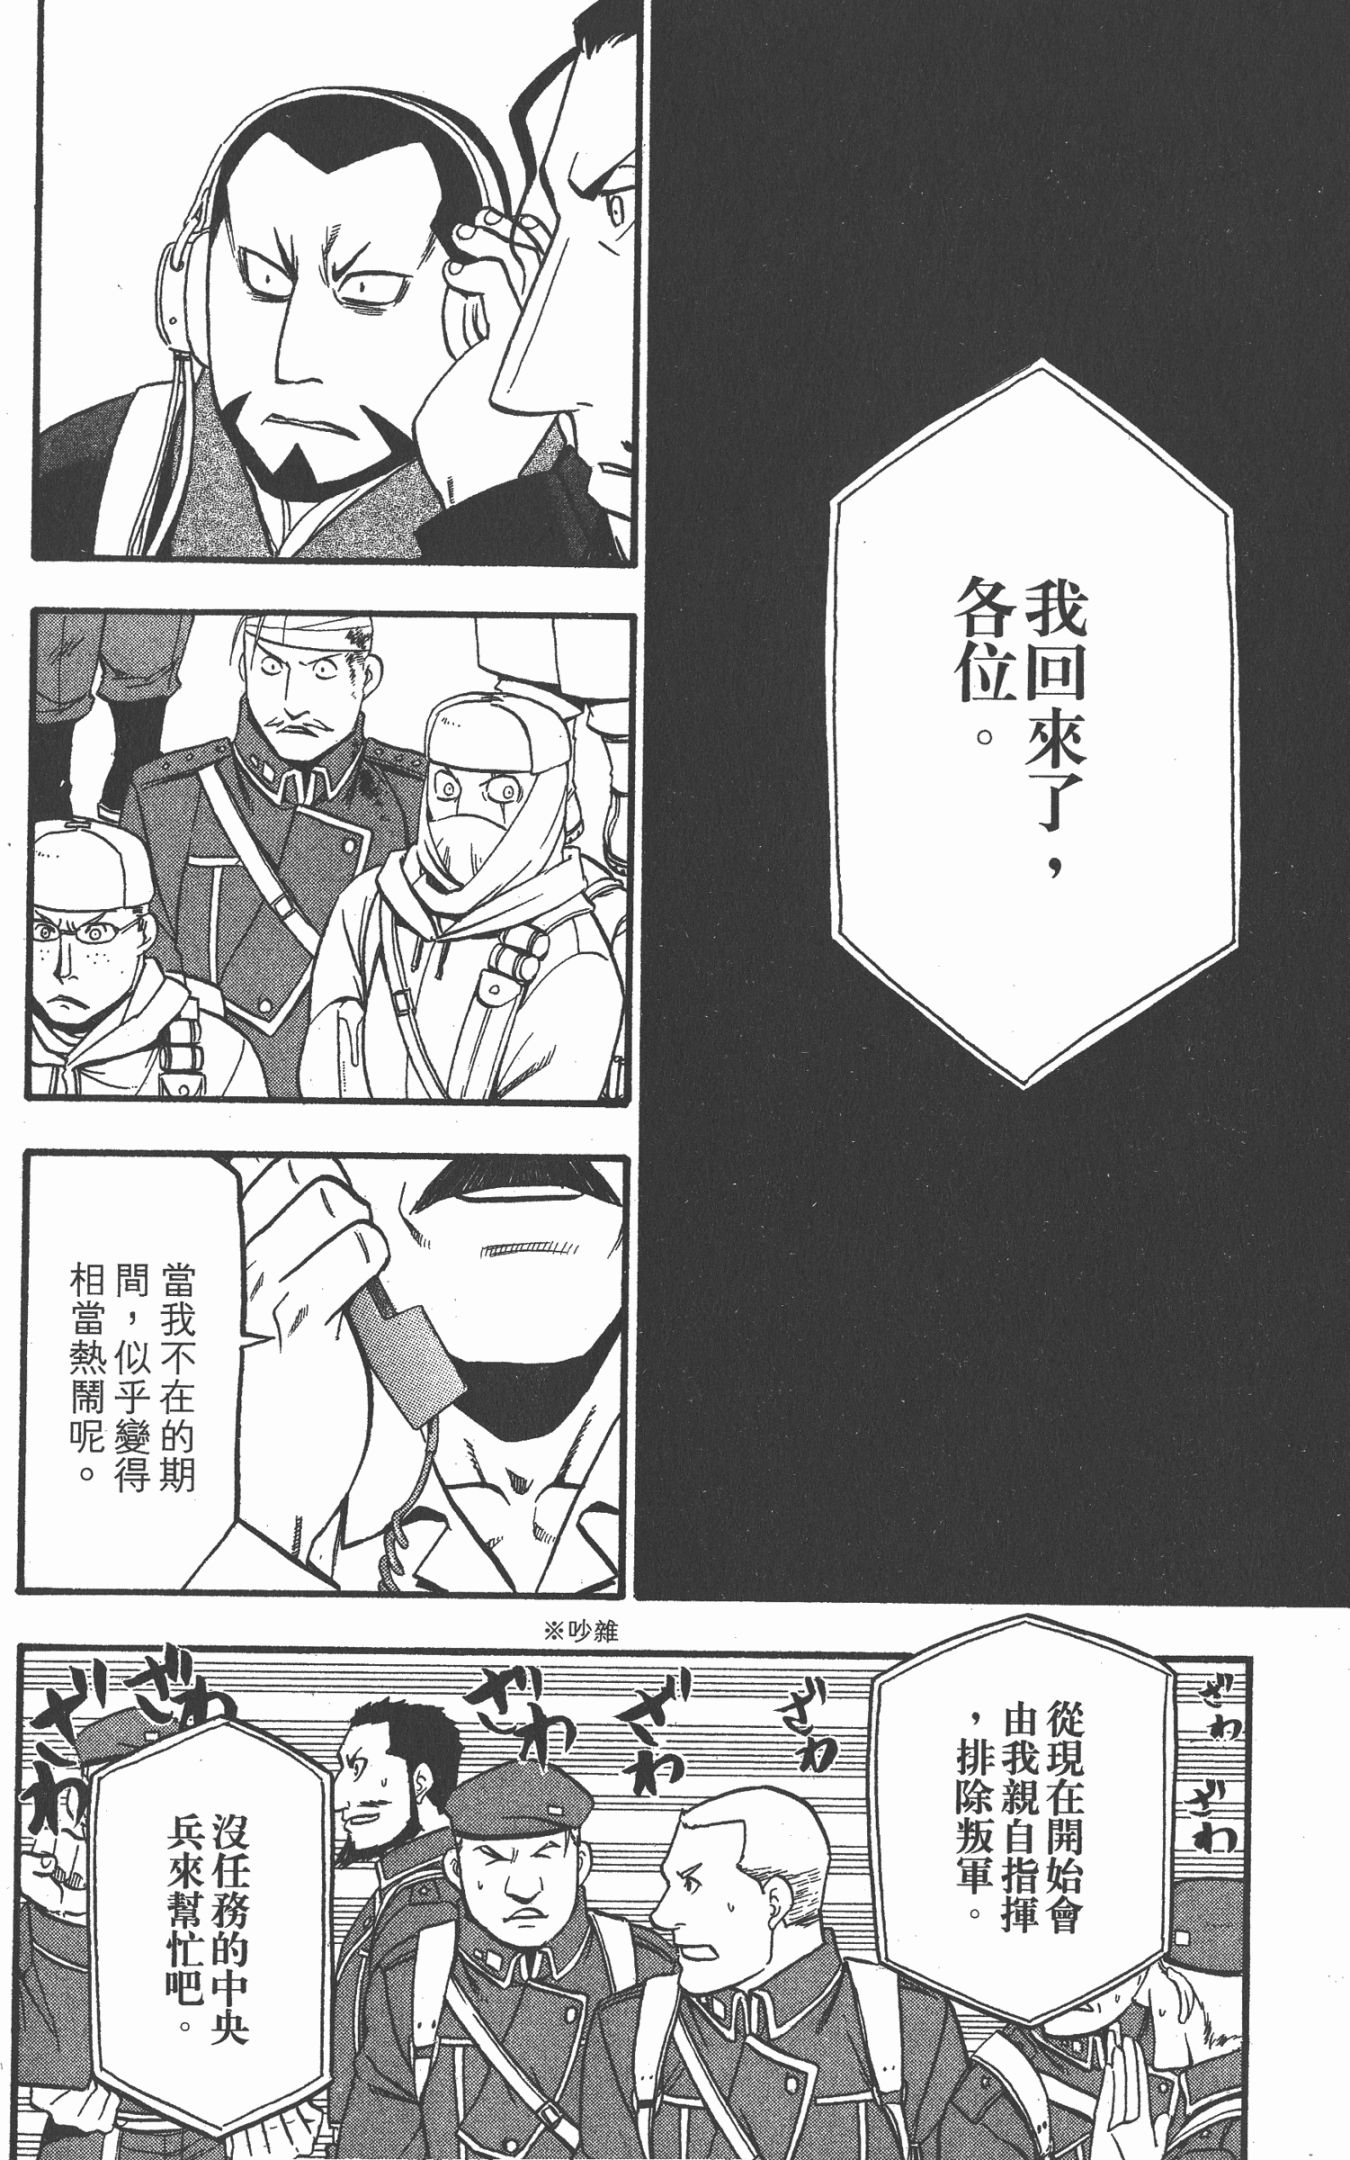 我回來了，
各位。
當我不在的期
間，似乎變得
相當熱鬧呢。
※吵雜
從現在開始會
由我親自指揮
，排除叛軍。
ざわ
ざわ
ざわ
ざわ
ざわ
ざわ
ざわ
沒任務的中央
兵來幫忙吧。